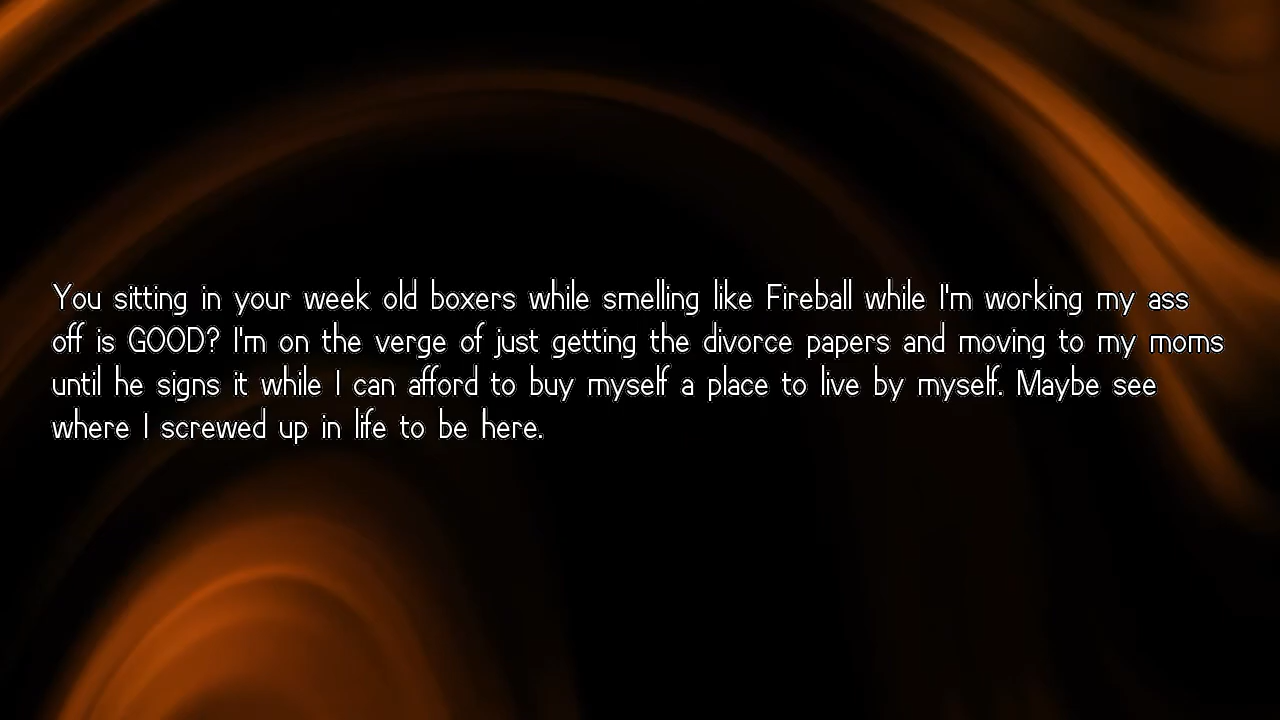 You sitting in your week old boxers while smelling like Fireball while I'm working my ass
off is GOOD? I'm on the verge of just getting the divorce papers and moving to my moms
until he signs it while I can afford to buy myself a place to live by myself. Maybe see
where I screwed up in life to be here.